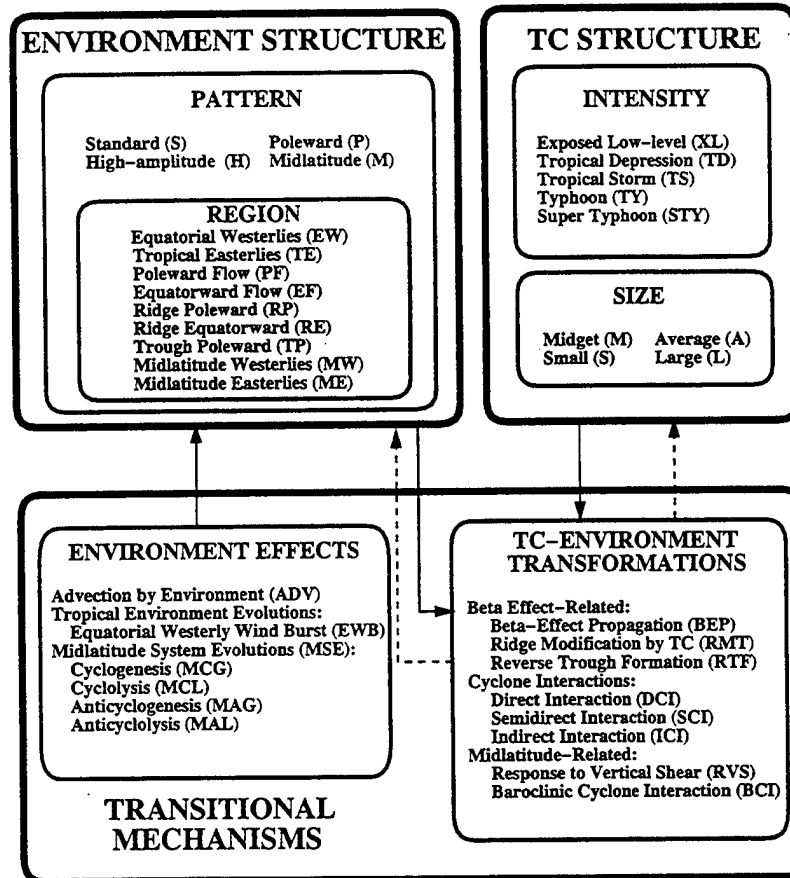 ENVIRONMENT STRUCTURE
PATTERN
Standard (S) Poleward (P)
High-amplitude (H) Midlatitude (M)
REGION
Equatorial Westerlies (EW)
Tropical Easterlies (TE)
Poleward Flow (PF)
Equatorward Flow (EF)
Ridge Poleward (RP)
Ridge Equatorward (RE)
Trough Poleward (TP)
Midlatitude Westerlies (MW)
Midlatitude Easterlies (ME)
TC STRUCTURE
INTENSITY
Exposed Low-level (XL)
Tropical Depression (TD)
Tropical Storm (TS)
Typhoon (TY)
Super Typhoon (STY)
SIZE
Midget (M) Average (A)
Small (S) Large (L)
ENVIRONMENT EFFECTS
Advection by Environment (ADV)
Tropical Environment Evolutions:
Equatorial Westerly Wind Burst (EWB)
Midlatitude System Evolutions (MSE):
Cyclogenesis (MCG)
Cyclolysis (MCL)
Anticyclogenesis (MAG)
Anticyclolysis (MAL)
TC-ENVIRONMENT
TRANSFORMATIONS
Beta Effect-Related:
Beta-Effect Propagation (BEP)
Ridge Modification by TC (RMT)
Reverse Trough Formation (RTF)
Cyclone Interactions:
Direct Interaction (DCI)
Semidirect Interaction (SCI)
Indirect Interaction (ICI)
Midlatitude-Related:
Response to Vertical Shear (RVS)
Baroclinic Cyclone Interaction (BCI)
TRANSITIONAL
MECHANISMS